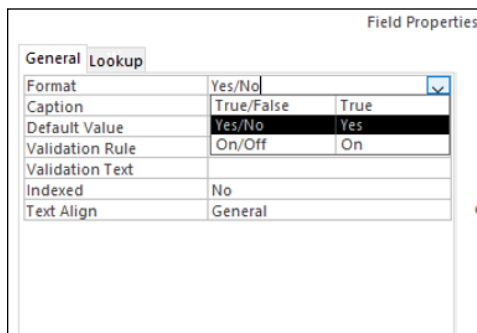 Field Properties
General Lookup
Format Yes/No
Caption True/False True
Default Value Yes/No Yes
Validation Rule On/Off On
Validation Text
Indexed No
Text Align General